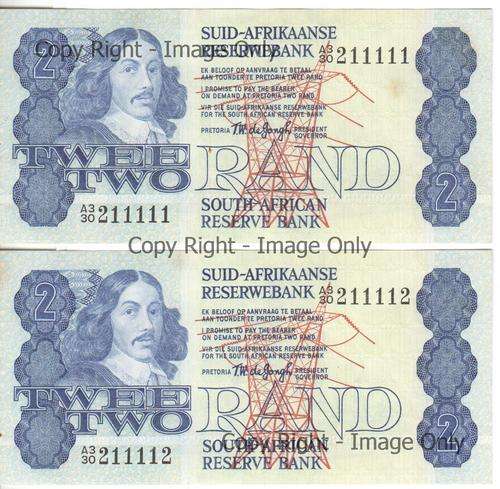 2
SUID-AFRIKAANSE
RESERWEBANK
A3/30 211111
Copy Right - Image Only
EK BELOOF OP AANVRAAG TE BETAAL
AAN TOONDER TE PRETORIA TWEE RAND
I PROMISE TO PAY THE BEARER
ON DEMAND AT PRETORIA TWO RAND
VIR DIE SUID-AFRIKAANSE RESERWEBANK
FOR THE SOUTH AFRICAN RESERVE BANK
PRETORIA T.W. de Jongh PRESIDENT
GOVERNOR
TWEE
TWO
RAND
2
A3/30 211111
SOUTH AFRICAN
RESERVE BANK
Copy Right - Image Only
2
SUID-AFRIKAANSE
RESERWEBANK
A3/30 211112
EK BELOOF OP AANVRAAG TE BETAAL
AAN TOONDER TE PRETORIA TWEE RAND
I PROMISE TO PAY THE BEARER
ON DEMAND AT PRETORIA TWO RAND
VIR DIE SUID-AFRIKAANSE RESERWEBANK
FOR THE SOUTH AFRICAN RESERVE BANK
PRETORIA T.W. de Jongh PRESIDENT
GOVERNOR
TWEE
TWO
RAND
2
A3/30 211112
SOUTH AFRICAN
RESERVE BANK
Copy Right - Image Only